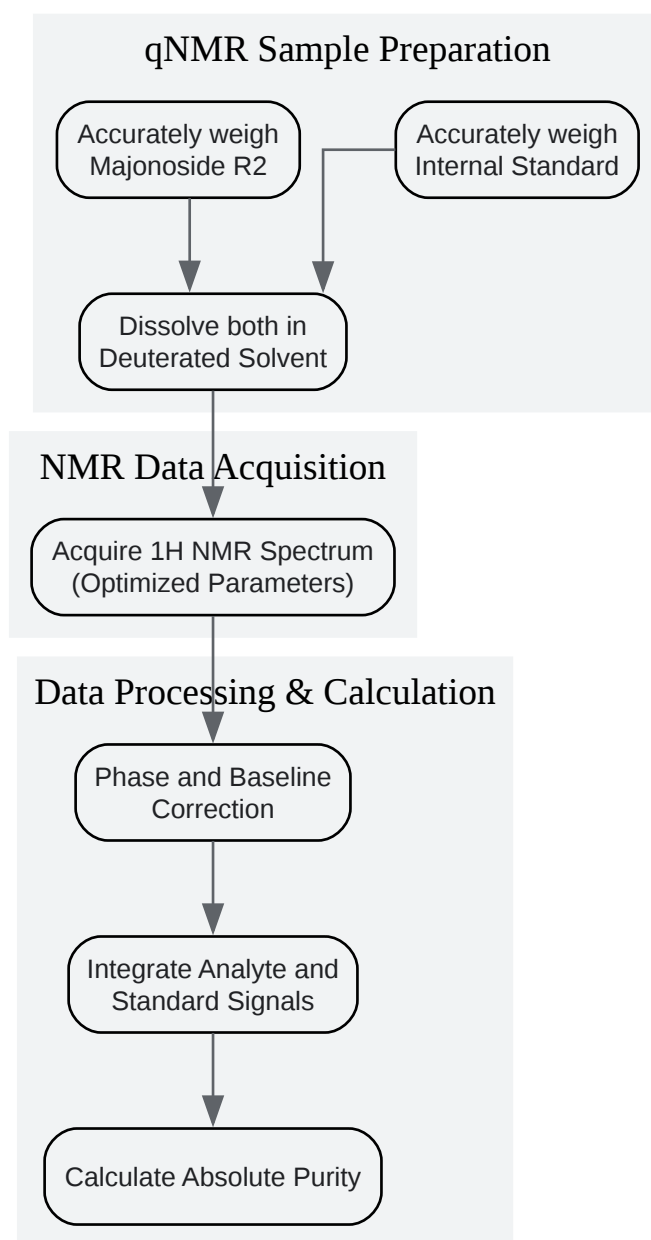 qNMR Sample Preparation
Accurately weigh
Majonoside R2
Accurately weigh
Internal Standard
Dissolve both in
Deuterated Solvent
NMR Data Acquisition
Acquire 1H NMR Spectrum
(Optimized Parameters)
Data Processing & Calculation
Phase and Baseline
Correction
Integrate Analyte and
Standard Signals
Calculate Absolute Purity